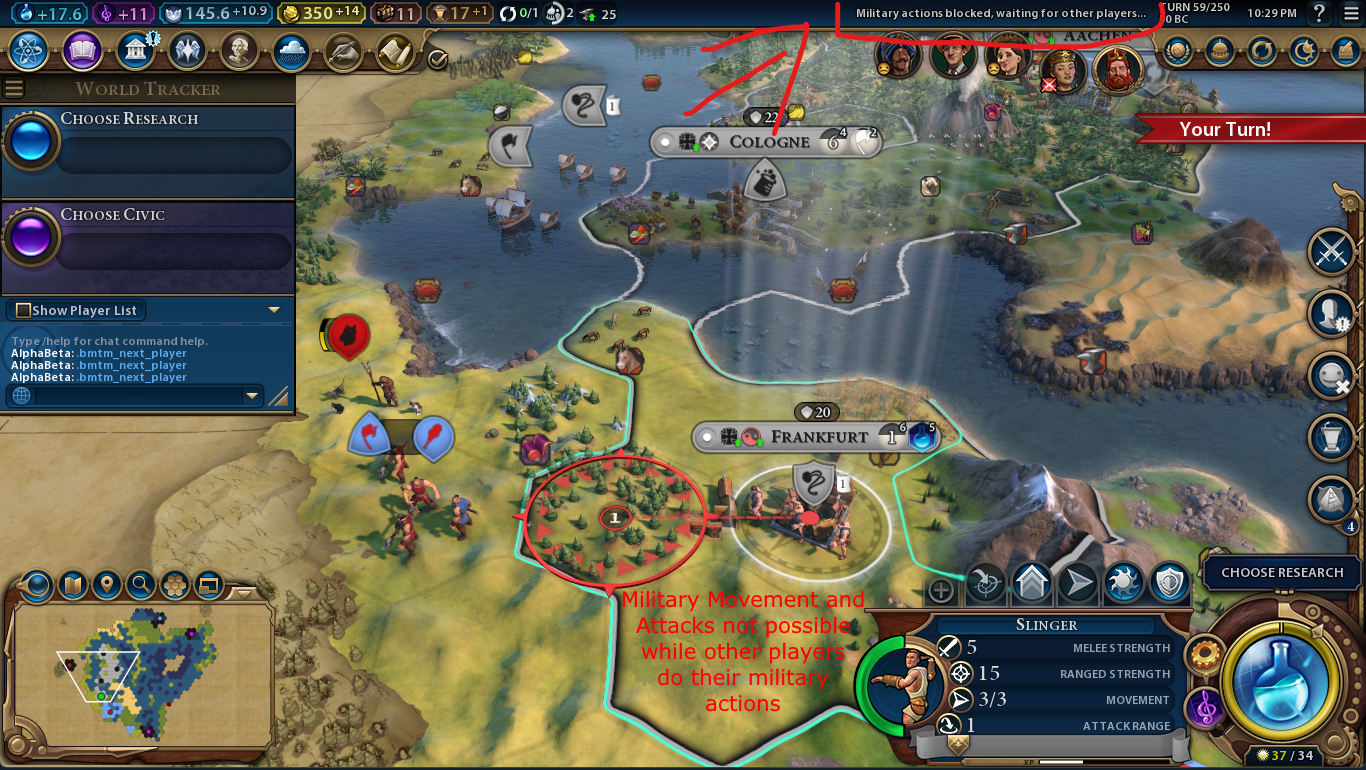 +17.6 +11 145.6 +10.9 350 +14 11 17 +1 0/1 2 25
Military actions blocked, waiting for other players...
TURN 59/250
0 BC
10:29 PM ?
AACHEN
WORLD TRACKER
CHOOSE RESEARCH
CHOOSE CIVIC
Show Player List
Type /help for chat command help.
AlphaBeta: .bmtm_next_player
AlphaBeta: .bmtm_next_player
AlphaBeta: .bmtm_next_player
1
22
COLOGNE 6 4 2
Your Turn!
20
FRANKFURT 1 6 5
1
1
4
Military Movement and
Attacks not possible
while other players
do their military
actions
CHOOSE RESEARCH
SLINGER
5 MELEE STRENGTH
15 RANGED STRENGTH
3/3 MOVEMENT
1 ATTACK RANGE
XP
37 / 34